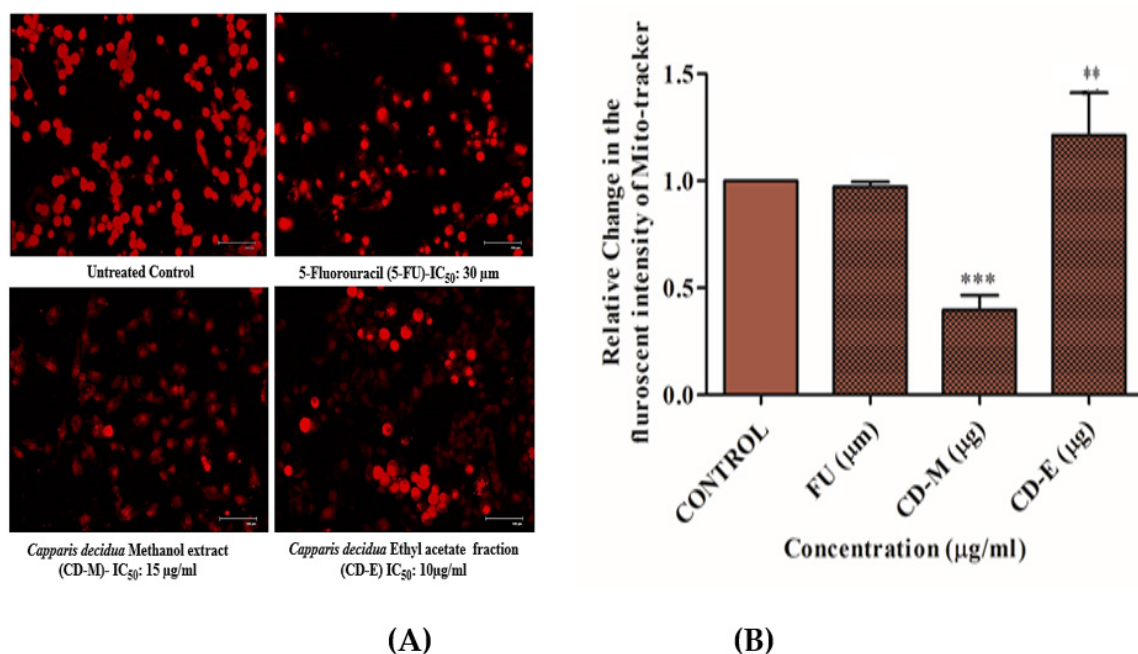 Untreated Control
5-Fluorouracil (5-FU)-IC₅₀: 30 µm
Capparis decidua Methanol extract
(CD-M)- IC₅₀: 15 µg/ml
Capparis decidua Ethyl acetate fraction
(CD-E) IC₅₀: 10µg/ml
(A)
Relative Change in the
fluroscent intensity of Mito-tracker
1.5
1.0
0.5
0.0
***
‡‡
CONTROL
FU (µm)
CD-M (µg)
CD-E (µg)
Concentration (µg/ml)
(B)